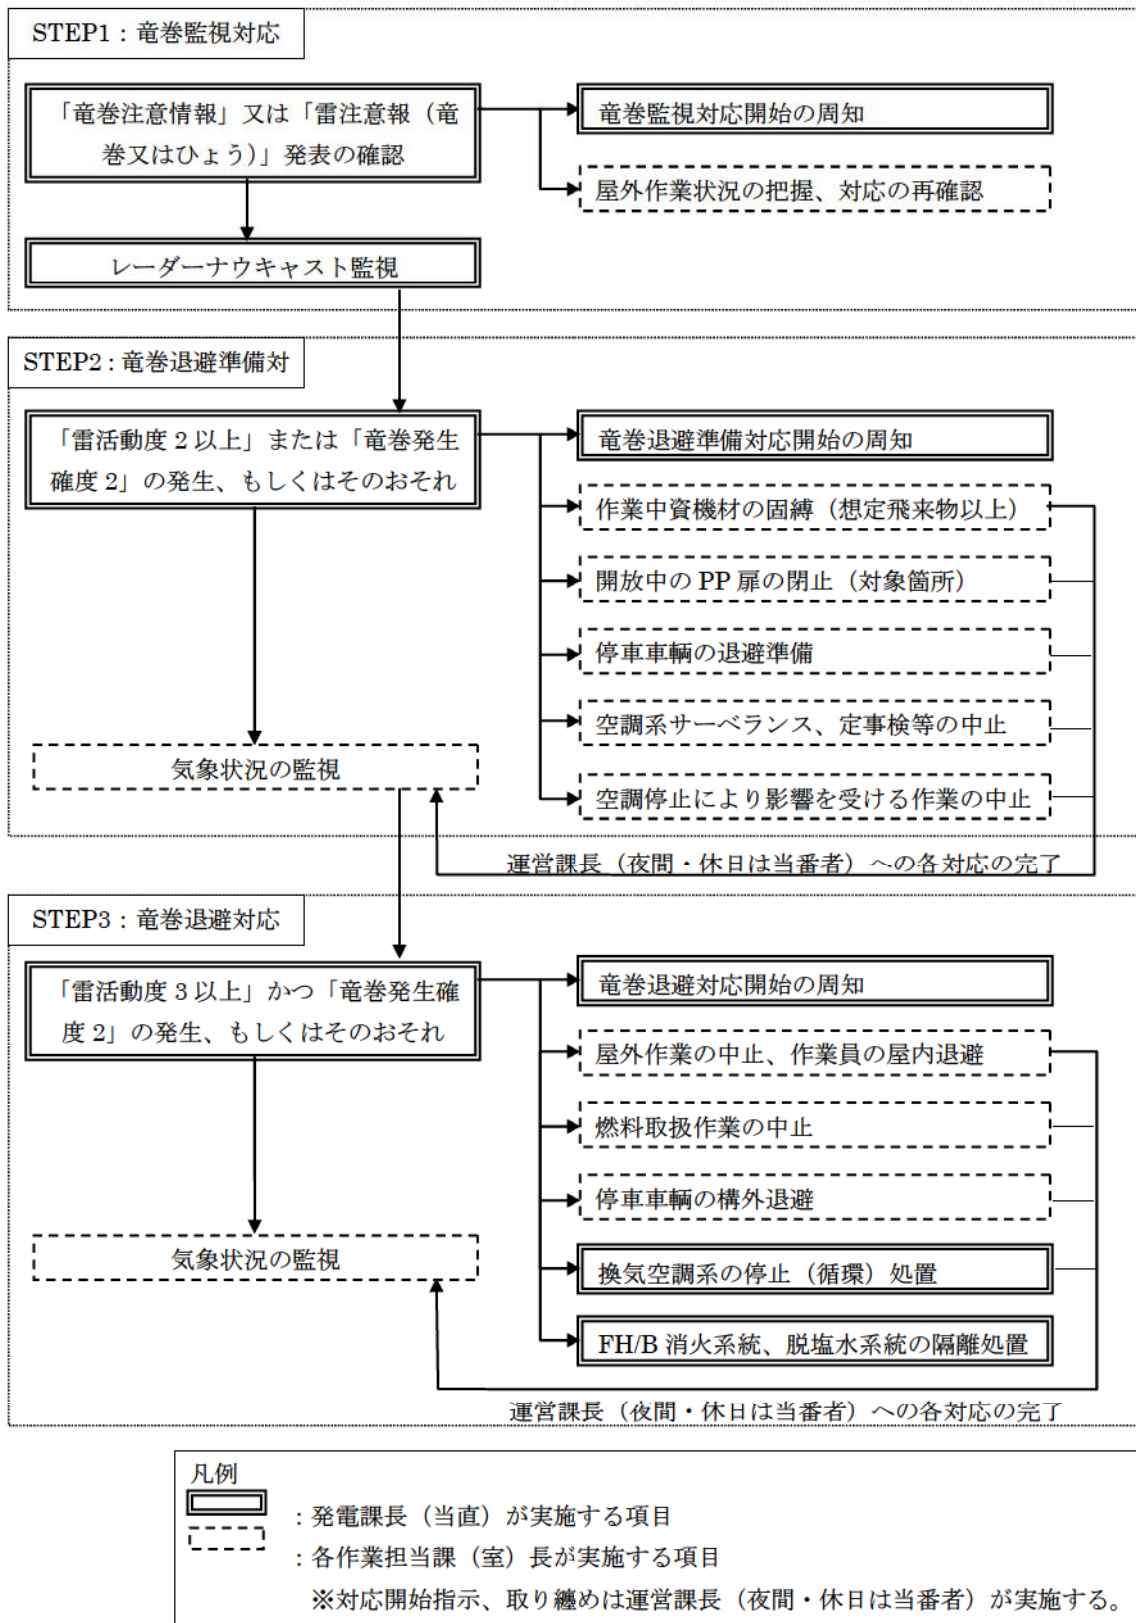 STEP1：竜巻監視対応
「竜巻注意情報」又は「雷注意報（竜
巻又はひょう）」発表の確認
竜巻監視対応開始の周知
屋外作業状況の把握、対応の再確認
レーダーナウキャスト監視
STEP2：竜巻退避準備対
「雷活動度 2 以上」または「竜巻発生
確度 2」の発生、もしくはそのおそれ
竜巻退避準備対応開始の周知
作業中資機材の固縛（想定飛来物以上）
開放中の PP 扉の閉止（対象箇所）
停車車輌の退避準備
空調系サーベランス、定事検等の中止
気象状況の監視
空調停止により影響を受ける作業の中止
運営課長（夜間・休日は当番者）への各対応の完了
STEP3：竜巻退避対応
「雷活動度 3 以上」かつ「竜巻発生確
度 2」の発生、もしくはそのおそれ
竜巻退避対応開始の周知
屋外作業の中止、作業員の屋内退避
燃料取扱作業の中止
停車車輌の構外退避
気象状況の監視
換気空調系の停止（循環）処置
FH/B 消火系統、脱塩水系統の隔離処置
運営課長（夜間・休日は当番者）への各対応の完了
凡例
：発電課長（当直）が実施する項目
：各作業担当課（室）長が実施する項目
※対応開始指示、取り纏めは運営課長（夜間・休日は当番者）が実施する。